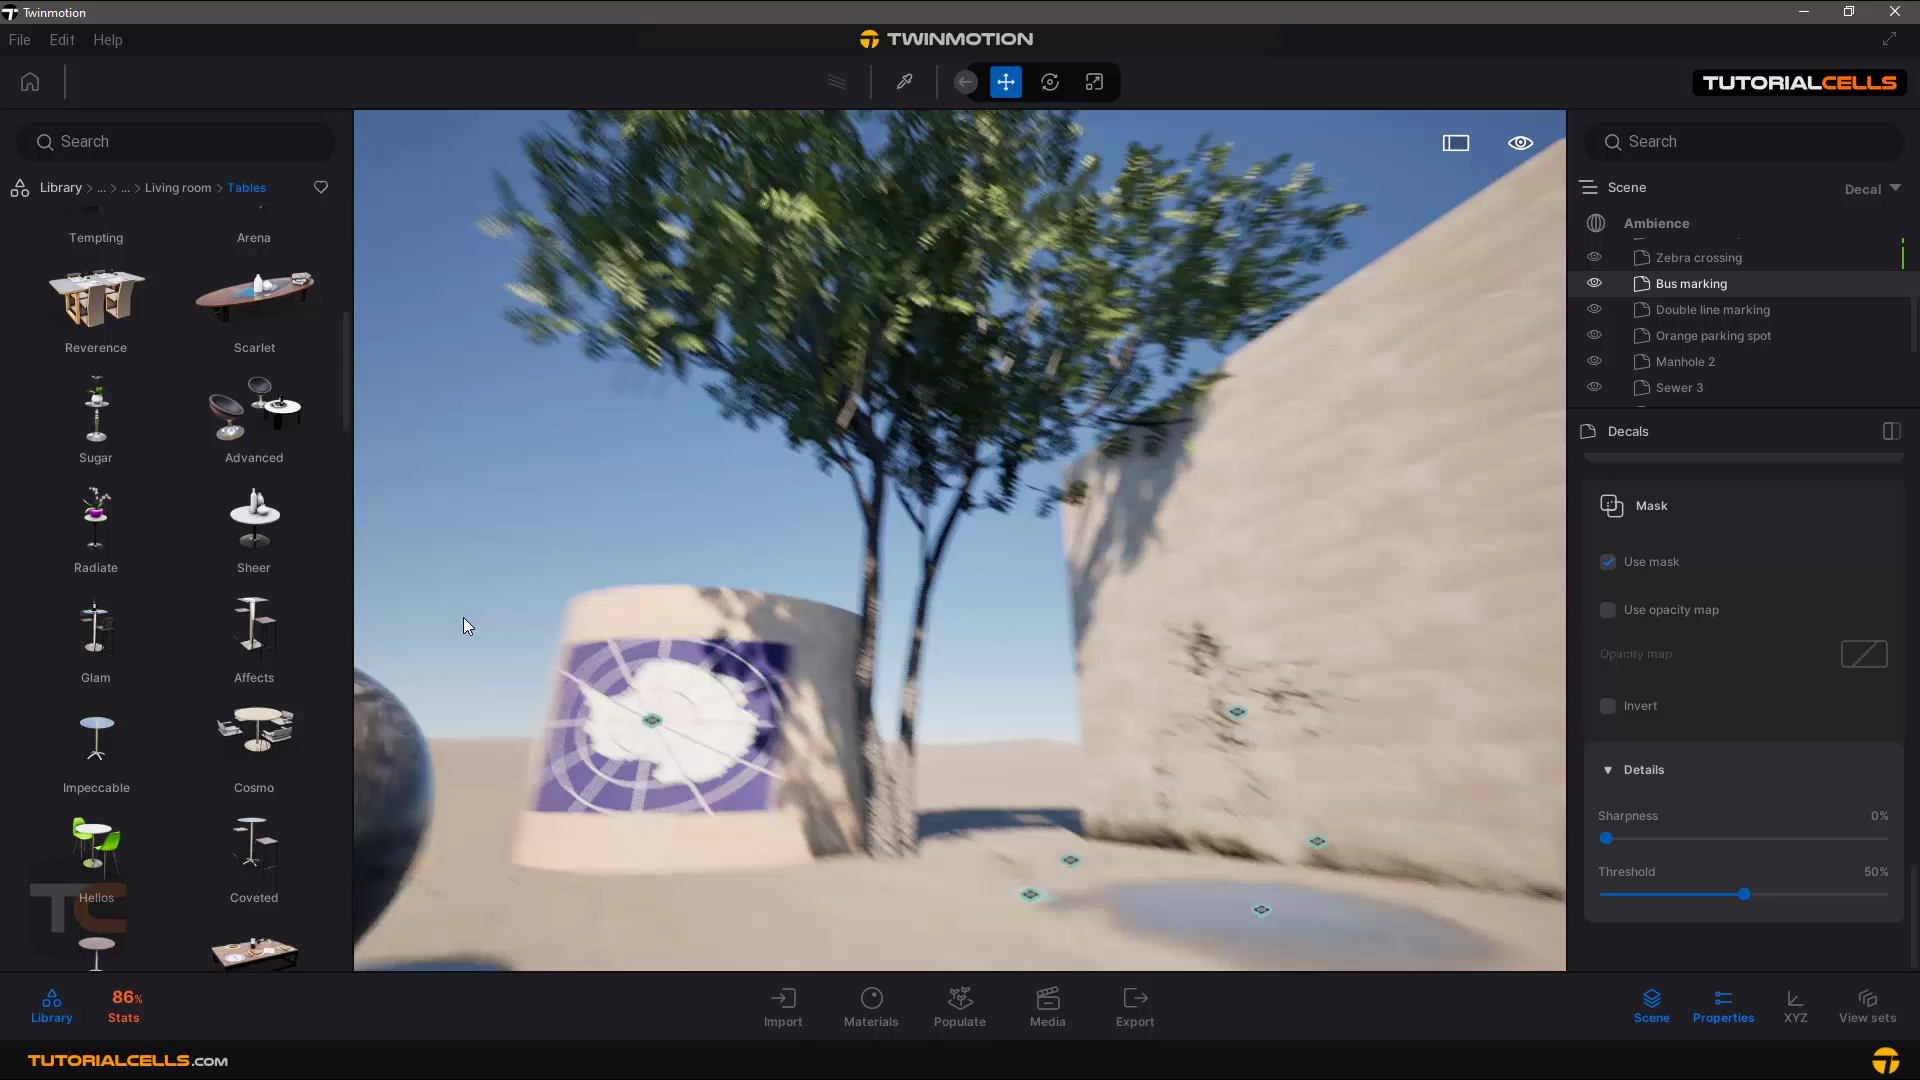 Twinmotion
File Edit Help
TWINMOTION
TUTORIALCELLS
Search
Library > ... > ... > Living room > Tables
Tempting Arena
Reverence Scarlet
Sugar Advanced
Radiate Sheer
Glam Affects
Impeccable Cosmo
Helios Coveted
TC
Search
Scene Decal
Ambience
Zebra crossing
Bus marking
Double line marking
Orange parking spot
Manhole 2
Sewer 3
Decals
Mask
Use mask
Use opacity map
Opacity map
Invert
Details
Sharpness 0%
Threshold 50%
86%
Library Stats Import Materials Populate Media Export Scene Properties XYZ View sets
TUTORIALCELLS.COM